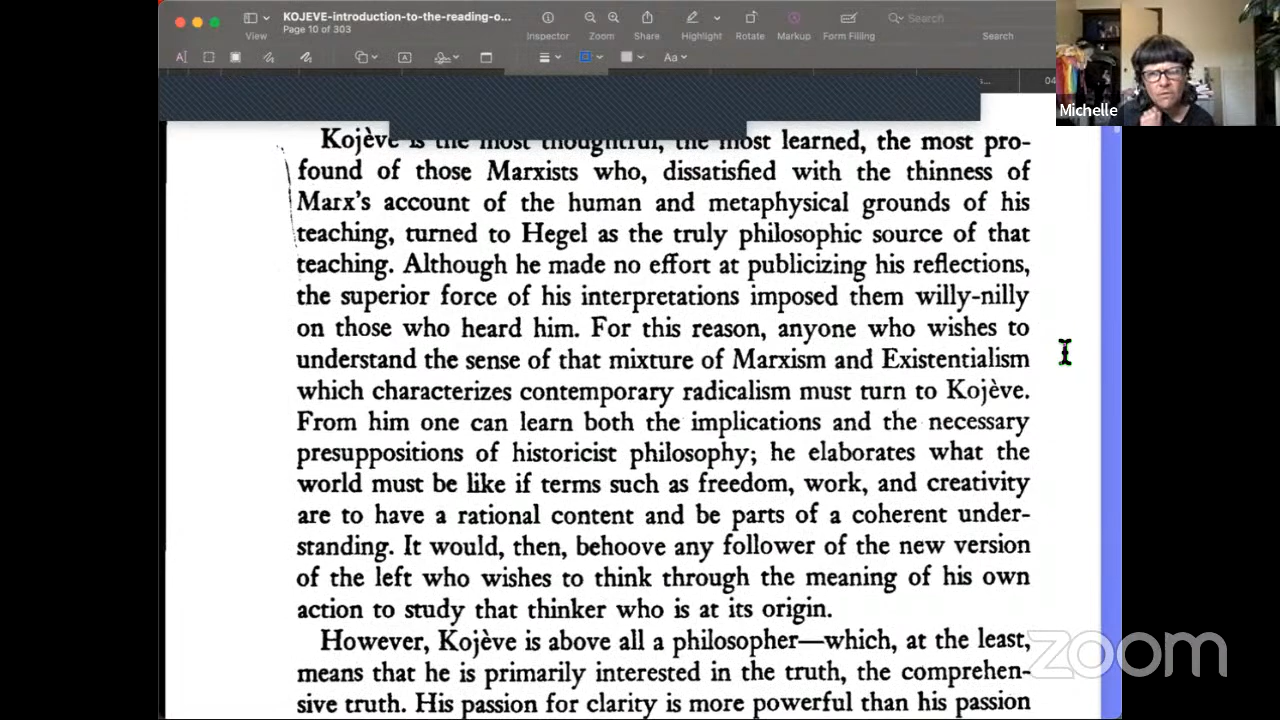 KOJEVE-introduction-to-the-reading-o...
Page 10 of 303
View
Inspector
Zoom
Share
Highlight
Rotate
Markup
Form Filling
Search
Search
Aa
04
Michelle
Kojève is the most thoughtful, the most learned, the most pro-
found of those Marxists who, dissatisfied with the thinness of
Marx's account of the human and metaphysical grounds of his
teaching, turned to Hegel as the truly philosophic source of that
teaching. Although he made no effort at publicizing his reflections,
the superior force of his interpretations imposed them willy-nilly
on those who heard him. For this reason, anyone who wishes to
understand the sense of that mixture of Marxism and Existentialism
which characterizes contemporary radicalism must turn to Kojève.
From him one can learn both the implications and the necessary
presuppositions of historicist philosophy; he elaborates what the
world must be like if terms such as freedom, work, and creativity
are to have a rational content and be parts of a coherent under-
standing. It would, then, behoove any follower of the new version
of the left who wishes to think through the meaning of his own
action to study that thinker who is at its origin.
However, Kojève is above all a philosopher—which, at the least,
means that he is primarily interested in the truth, the comprehen-
sive truth. His passion for clarity is more powerful than his passion
zoom